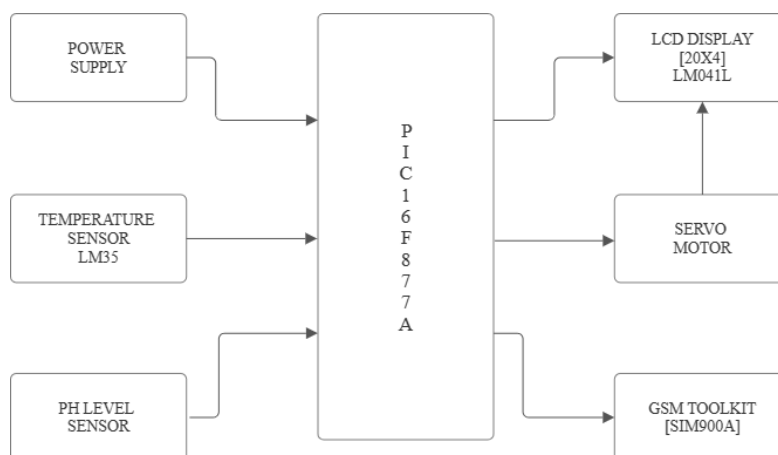 POWER
SUPPLY
TEMPERATURE
SENSOR
LM35
PH LEVEL
SENSOR
P
I
C
1
6
F
8
7
7
A
LCD DISPLAY
[20X4]
LM041L
SERVO
MOTOR
GSM TOOLKIT
[SIM900A]